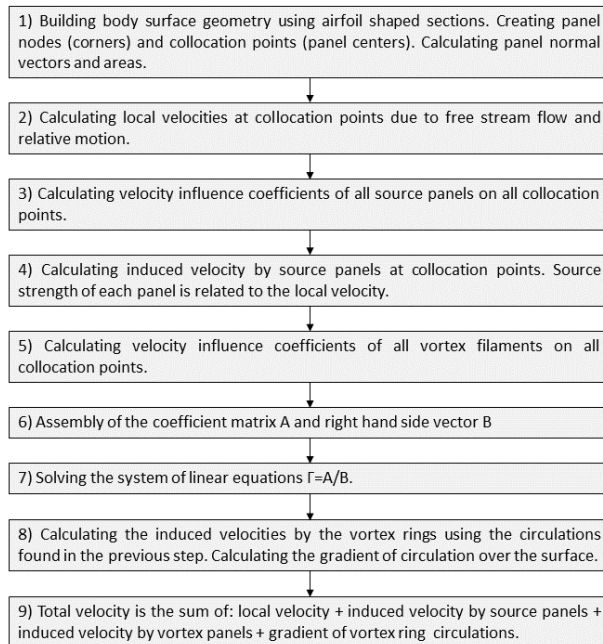 1) Building body surface geometry using airfoil shaped sections. Creating panel
nodes (corners) and collocation points (panel centers). Calculating panel normal
vectors and areas.
2) Calculating local velocities at collocation points due to free stream flow and
relative motion.
3) Calculating velocity influence coefficients of all source panels on all collocation
points.
4) Calculating induced velocity by source panels at collocation points. Source
strength of each panel is related to the local velocity.
5) Calculating velocity influence coefficients of all vortex filaments on all
collocation points.
6) Assembly of the coefficient matrix A and right hand side vector B
7) Solving the system of linear equations Γ=A/B.
8) Calculating the induced velocities by the vortex rings using the circulations
found in the previous step. Calculating the gradient of circulation over the surface.
9) Total velocity is the sum of: local velocity + induced velocity by source panels +
induced velocity by vortex panels + gradient of vortex ring circulations.